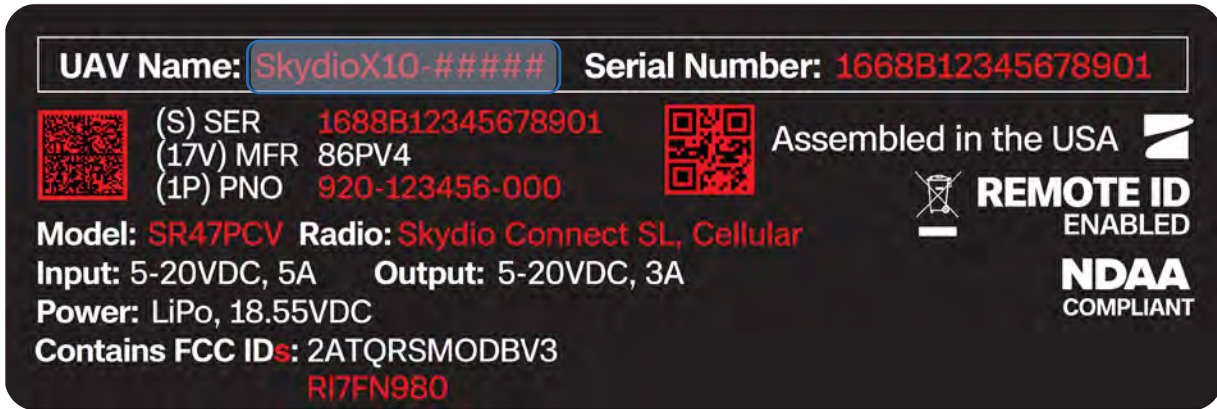 UAV Name: SkydioX10-##### Serial Number: 1668B12345678901
(S) SER 1688B12345678901
(17V) MFR 86PV4
(1P) PNO 920-123456-000
Assembled in the USA
REMOTE ID
ENABLED
Model: SR47PCV Radio: Skydio Connect SL, Cellular
Input: 5-20VDC, 5A Output: 5-20VDC, 3A
NDAA
COMPLIANT
Power: LiPo, 18.55VDC
Contains FCC IDs: 2ATQRSMODBV3
RI7FN980